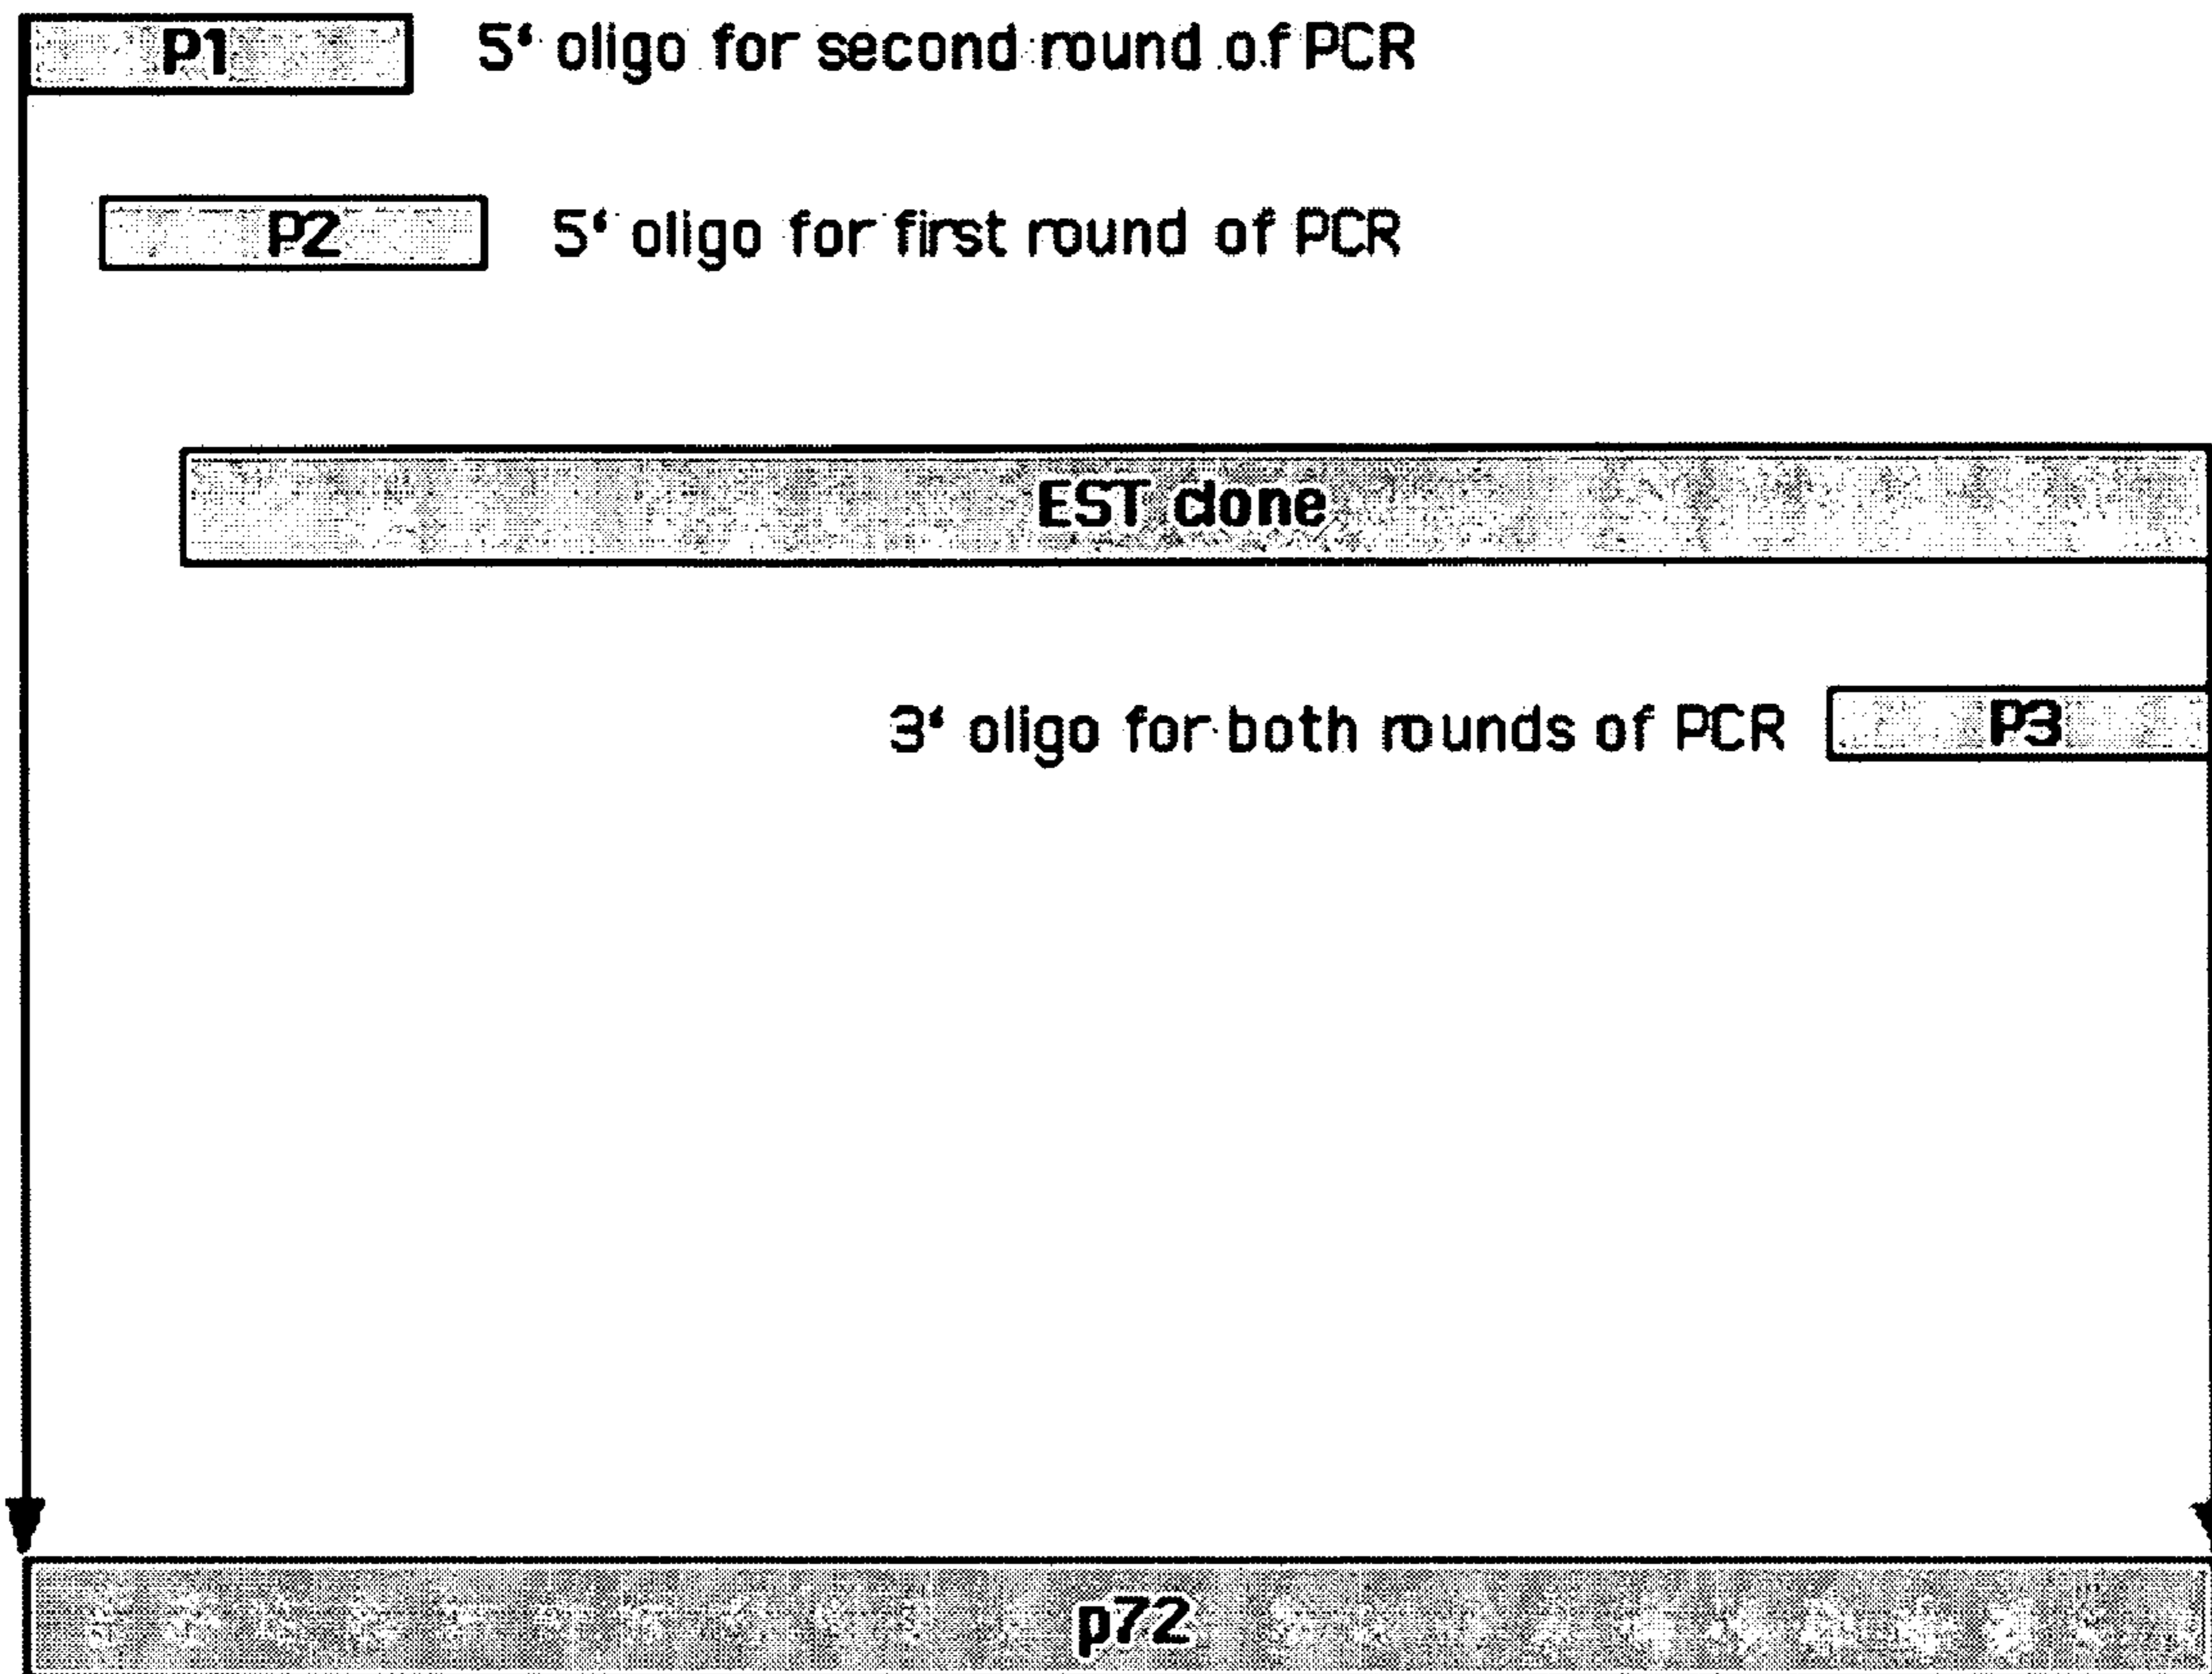 P1 5' oligo for second round of PCR
P2 5' oligo for first round of PCR
EST clone
3' oligo for both rounds of PCR P3
p72